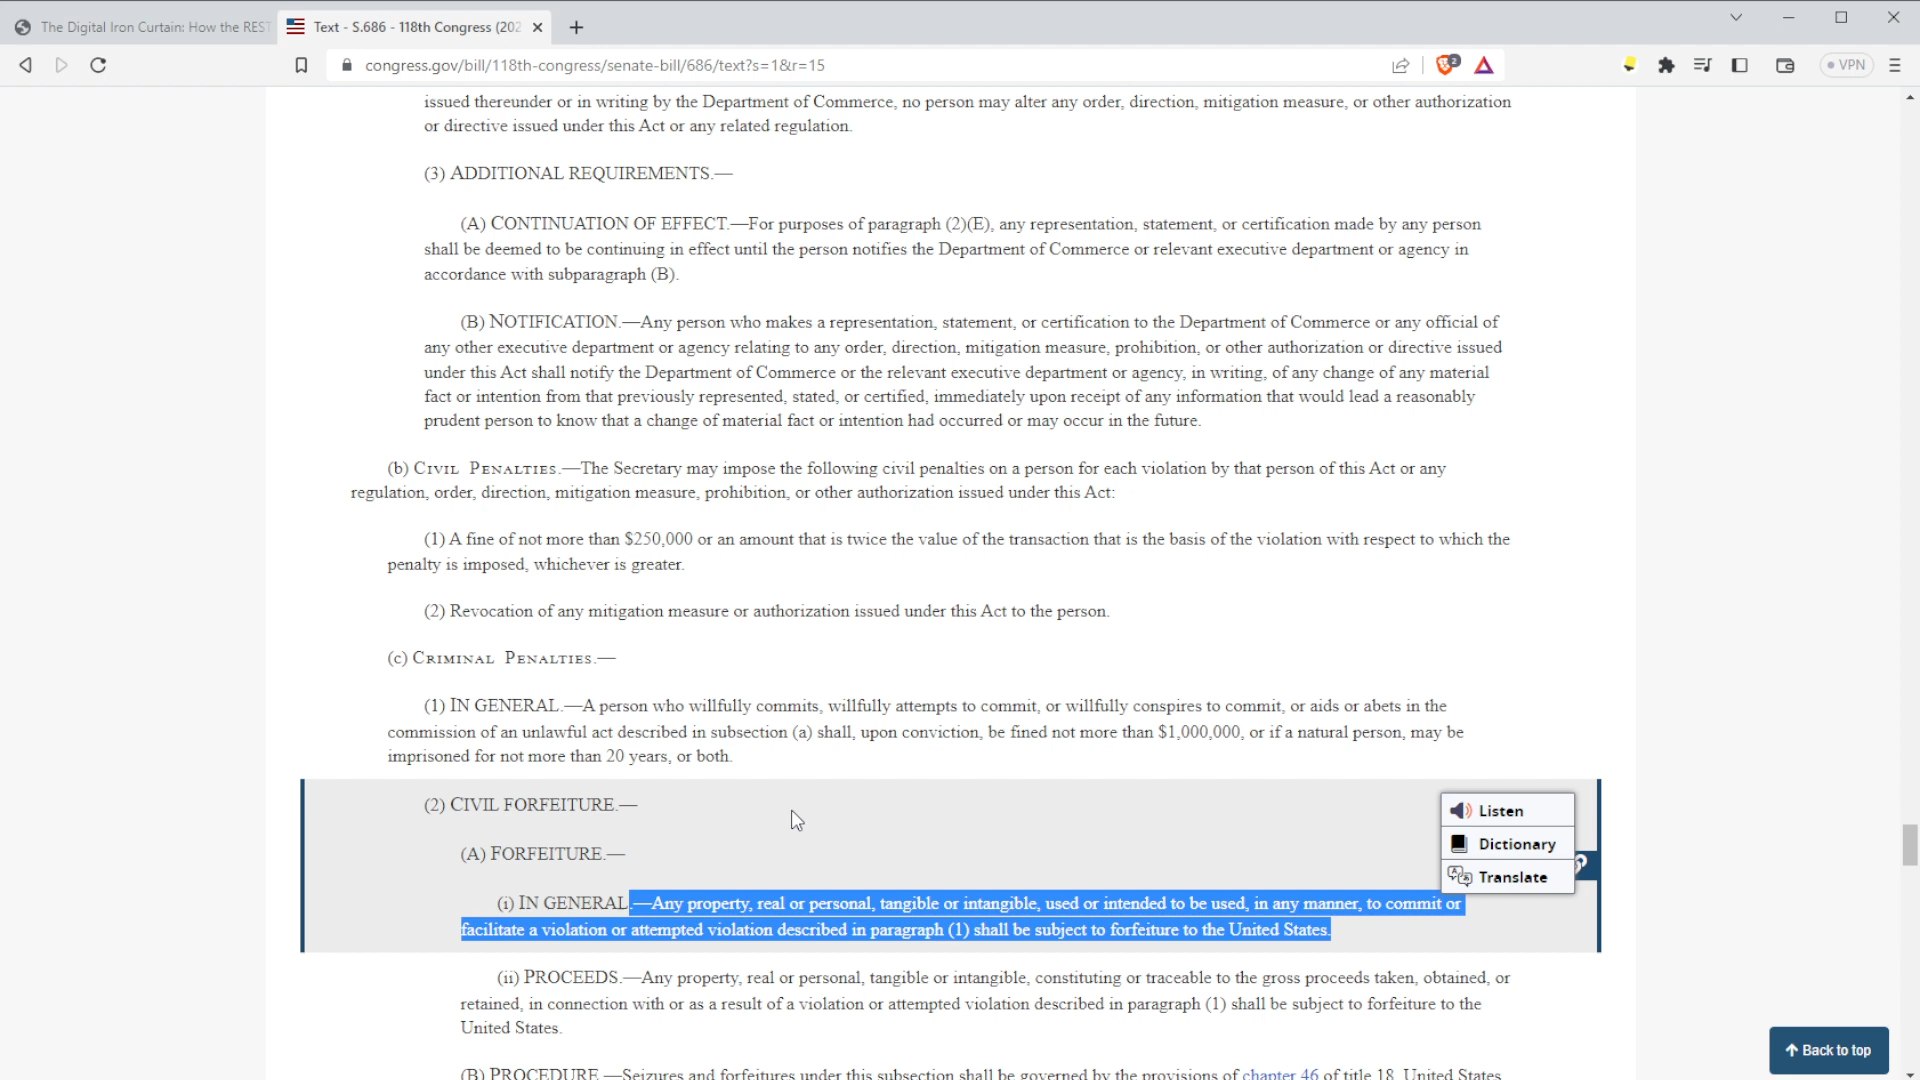 The Digital Iron Curtain: How the REST
Text - S.686 - 118th Congress (202
congress.gov/bill/118th-congress/senate-bill/686/text?s=1&r=15
2
VPN
issued thereunder or in writing by the Department of Commerce, no person may alter any order, direction, mitigation measure, or other authorization
or directive issued under this Act or any related regulation.
(3) ADDITIONAL REQUIREMENTS.—
(A) CONTINUATION OF EFFECT.—For purposes of paragraph (2)(E), any representation, statement, or certification made by any person
shall be deemed to be continuing in effect until the person notifies the Department of Commerce or relevant executive department or agency in
accordance with subparagraph (B).
(B) NOTIFICATION.—Any person who makes a representation, statement, or certification to the Department of Commerce or any official of
any other executive department or agency relating to any order, direction, mitigation measure, prohibition, or other authorization or directive issued
under this Act shall notify the Department of Commerce or the relevant executive department or agency, in writing, of any change of any material
fact or intention from that previously represented, stated, or certified, immediately upon receipt of any information that would lead a reasonably
prudent person to know that a change of material fact or intention had occurred or may occur in the future.
(b) CIVIL PENALTIES.—The Secretary may impose the following civil penalties on a person for each violation by that person of this Act or any
regulation, order, direction, mitigation measure, prohibition, or other authorization issued under this Act:
(1) A fine of not more than $250,000 or an amount that is twice the value of the transaction that is the basis of the violation with respect to which the
penalty is imposed, whichever is greater.
(2) Revocation of any mitigation measure or authorization issued under this Act to the person.
(c) CRIMINAL PENALTIES.—
(1) IN GENERAL.—A person who willfully commits, willfully attempts to commit, or willfully conspires to commit, or aids or abets in the
commission of an unlawful act described in subsection (a) shall, upon conviction, be fined not more than $1,000,000, or if a natural person, may be
imprisoned for not more than 20 years, or both.
(2) CIVIL FORFEITURE.—
Listen
Dictionary
(A) FORFEITURE.—
Translate
(i) IN GENERAL.—Any property, real or personal, tangible or intangible, used or intended to be used, in any manner, to commit or
facilitate a violation or attempted violation described in paragraph (1) shall be subject to forfeiture to the United States.
(ii) PROCEEDS.—Any property, real or personal, tangible or intangible, constituting or traceable to the gross proceeds taken, obtained, or
retained, in connection with or as a result of a violation or attempted violation described in paragraph (1) shall be subject to forfeiture to the
United States.
Back to top
(B) PROCEDURE.—Seizures and forfeitures under this subsection shall be governed by the provisions of chapter 46 of title 18, United States